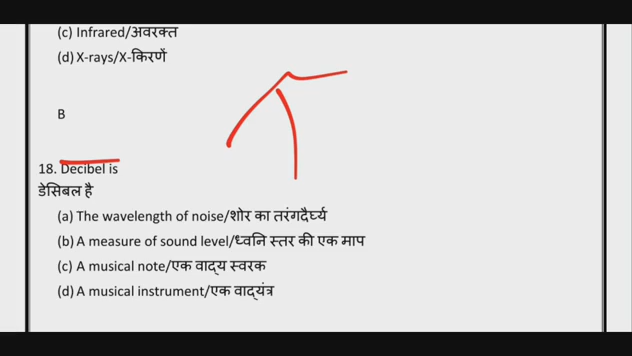 (c) Infrared/अवरक्त
(d) X-rays/X-किरणें
B
18. Decibel is
डेसिबल है
(a) The wavelength of noise/शोर का तरंगदैर्घ्य
(b) A measure of sound level/ध्वनि स्तर की एक माप
(c) A musical note/एक वाद्य स्वरक
(d) A musical instrument/एक वाद्यंत्र